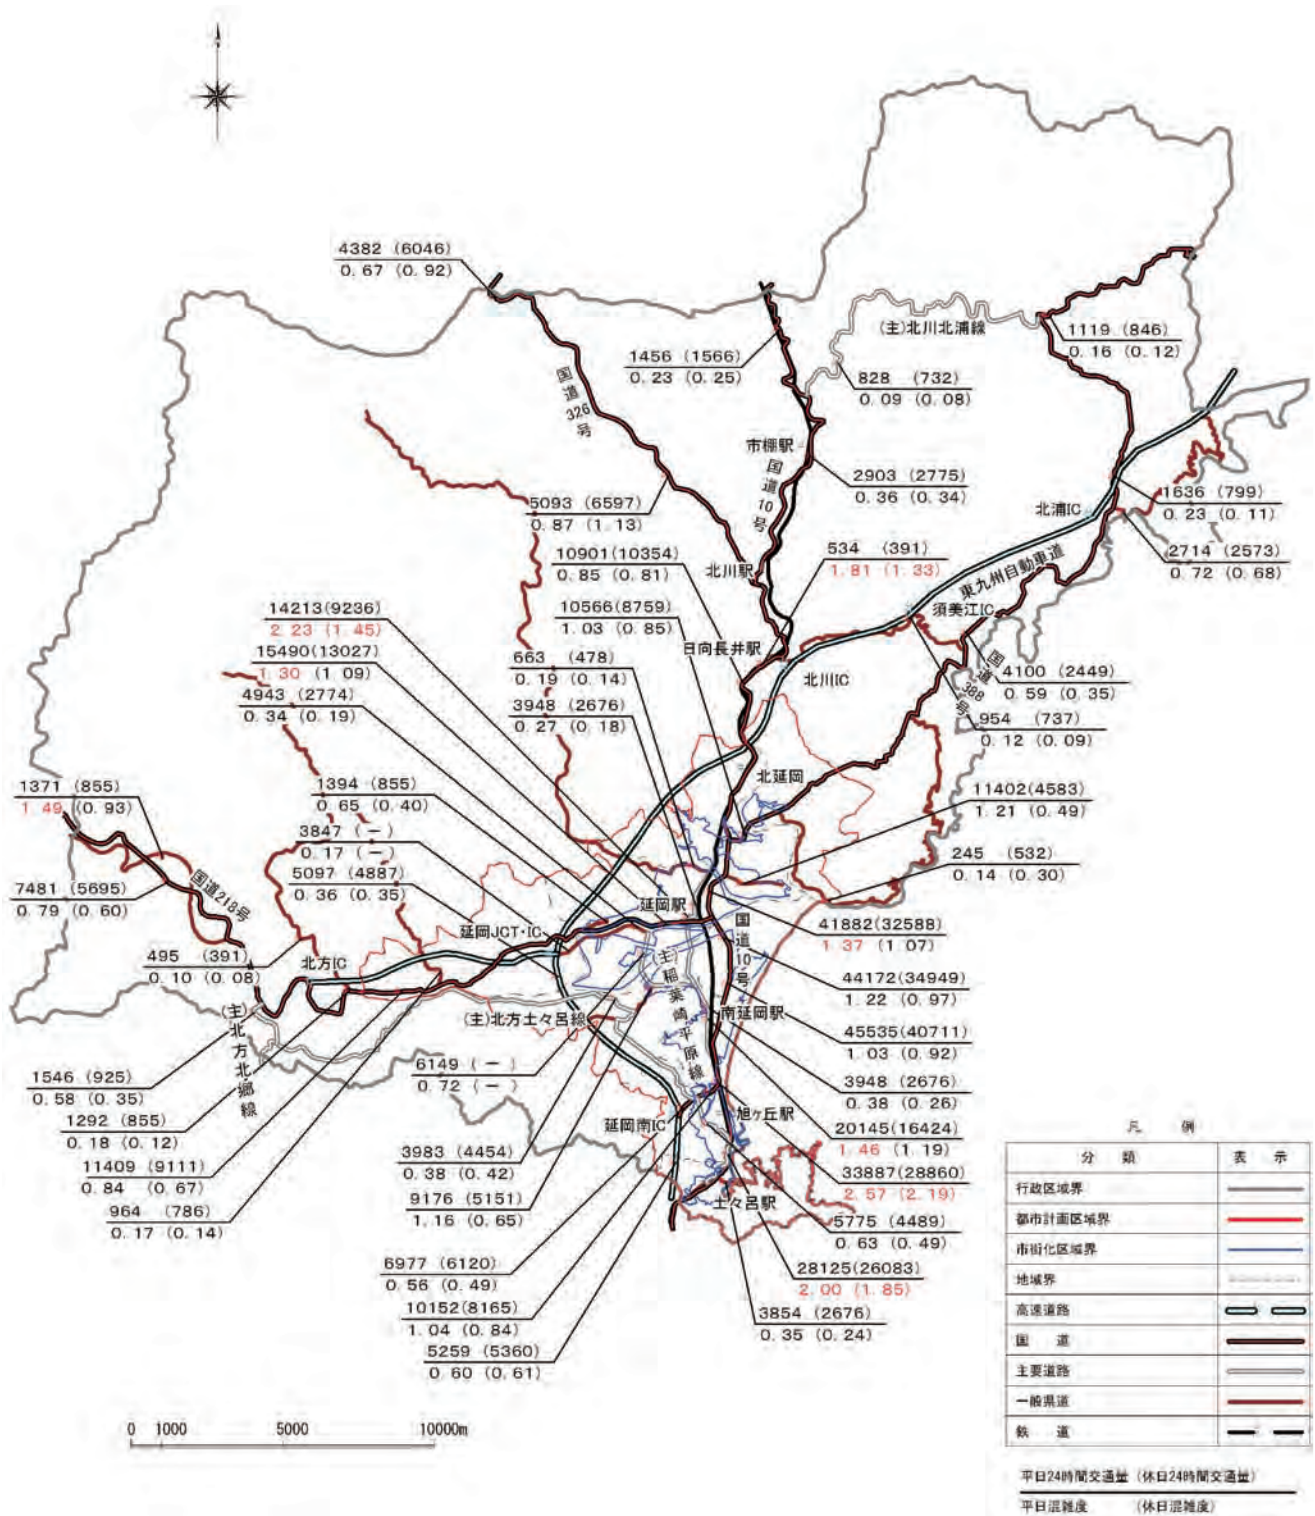 4382 (6046)
0.67 (0.92)
(主)北川北浦線
1119 (846)
0.16 (0.12)
1456 (1566)
0.23 (0.25)
828 (732)
0.09 (0.08)
国道326号
市棚駅
国道10号
2903 (2775)
0.36 (0.34)
5093 (6597)
0.87 (1.13)
北浦IC
1636 (799)
0.23 (0.11)
2714 (2573)
0.72 (0.68)
10901(10354)
0.85 (0.81)
北川駅
534 (391)
1.81 (1.33)
東九州自動車道
須美江IC
14213(9236)
2.23 (1.45)
10566(8759)
1.03 (0.85)
日向長井駅
15490(13027)
1.30 (1.09)
663 (478)
0.19 (0.14)
北川IC
国道388号
4100 (2449)
0.59 (0.35)
4943 (2774)
0.34 (0.19)
3948 (2676)
0.27 (0.18)
954 (737)
0.12 (0.09)
北延岡
1371 (855)
1.49 (0.93)
1394 (855)
0.65 (0.40)
11402(4583)
1.21 (0.49)
3847 (-)
0.17 (-)
245 (532)
0.14 (0.30)
5097 (4887)
0.36 (0.35)
7481 (5695)
0.79 (0.60)
国道218号
延岡駅
延岡JCT・IC
国道10号
41882(32588)
1.37 (1.07)
495 (391)
0.10 (0.08)
北方IC
(主)稲葉崎平原線
44172(34949)
1.22 (0.97)
(主)北方北郷線
(主)北方土々呂線
南延岡駅
45535(40711)
1.03 (0.92)
1546 (925)
0.58 (0.35)
6149 (-)
0.72 (-)
3948 (2676)
0.38 (0.26)
1292 (855)
0.18 (0.12)
延岡南IC
旭ヶ丘駅
20145(16424)
1.46 (1.19)
11409(9111)
0.84 (0.67)
3983 (4454)
0.38 (0.42)
33887(28860)
2.57 (2.19)
964 (786)
0.17 (0.14)
9176 (5151)
1.16 (0.65)
土々呂駅
5775 (4489)
0.63 (0.49)
6977 (6120)
0.56 (0.49)
28125(26083)
2.00 (1.85)
10152(8165)
1.04 (0.84)
3854 (2676)
0.35 (0.24)
5259 (5360)
0.60 (0.61)
0 1000 5000 10000m
凡 例
分 類 表 示
行政区域界
都市計画区域界
市街化区域界
地域界
高速道路
国 道
主要道路
一般県道
鉄 道
平日24時間交通量 (休日24時間交通量)
平日混雑度 (休日混雑度)